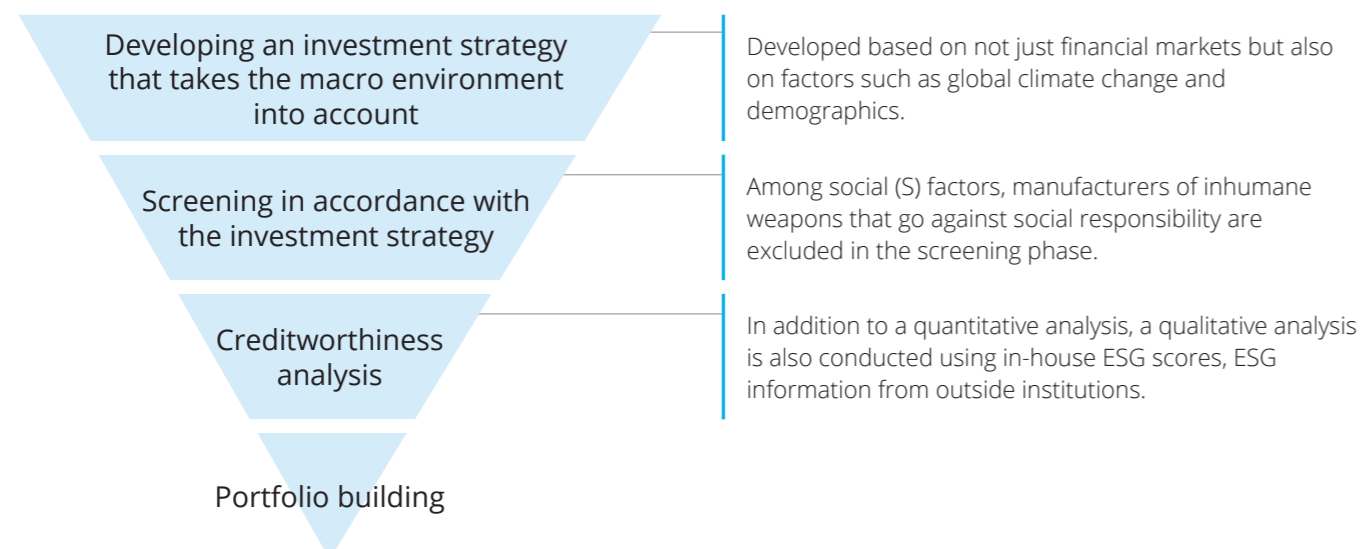 Developing an investment strategy
that takes the macro environment
into account
Developed based on not just financial markets but also
on factors such as global climate change and
demographics.
Screening in accordance with
the investment strategy
Among social (S) factors, manufacturers of inhumane
weapons that go against social responsibility are
excluded in the screening phase.
Creditworthiness
analysis
In addition to a quantitative analysis, a qualitative analysis
is also conducted using in-house ESG scores, ESG
information from outside institutions.
Portfolio building